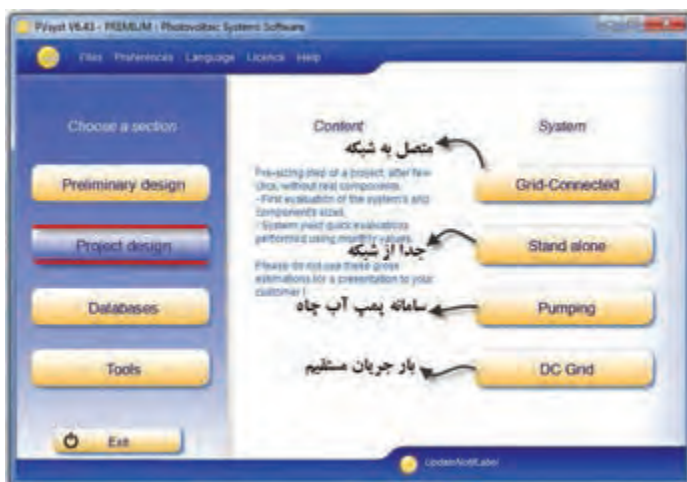 PVsyst V6.43 - PREMIUM - Photovoltaic Systems Software
Files Preferences Language Licence Help
Choose a section
Content
System
Preliminary design
Project design
Databases
Tools
Exit
متصل به شبکه
Pre-sizing step of a project, after few
click, without real components.
- First evaluation of the system's and
component's sizes.
- System yield quick evaluations
performed using monthly values.
جدا از شبکه
Please do not use these gross
estimations for a presentation to your
customer !
سامانه پمپ آب چاه
بار جریان مستقیم
Grid-Connected
Stand alone
Pumping
DC Grid
UpdateNotifLabel